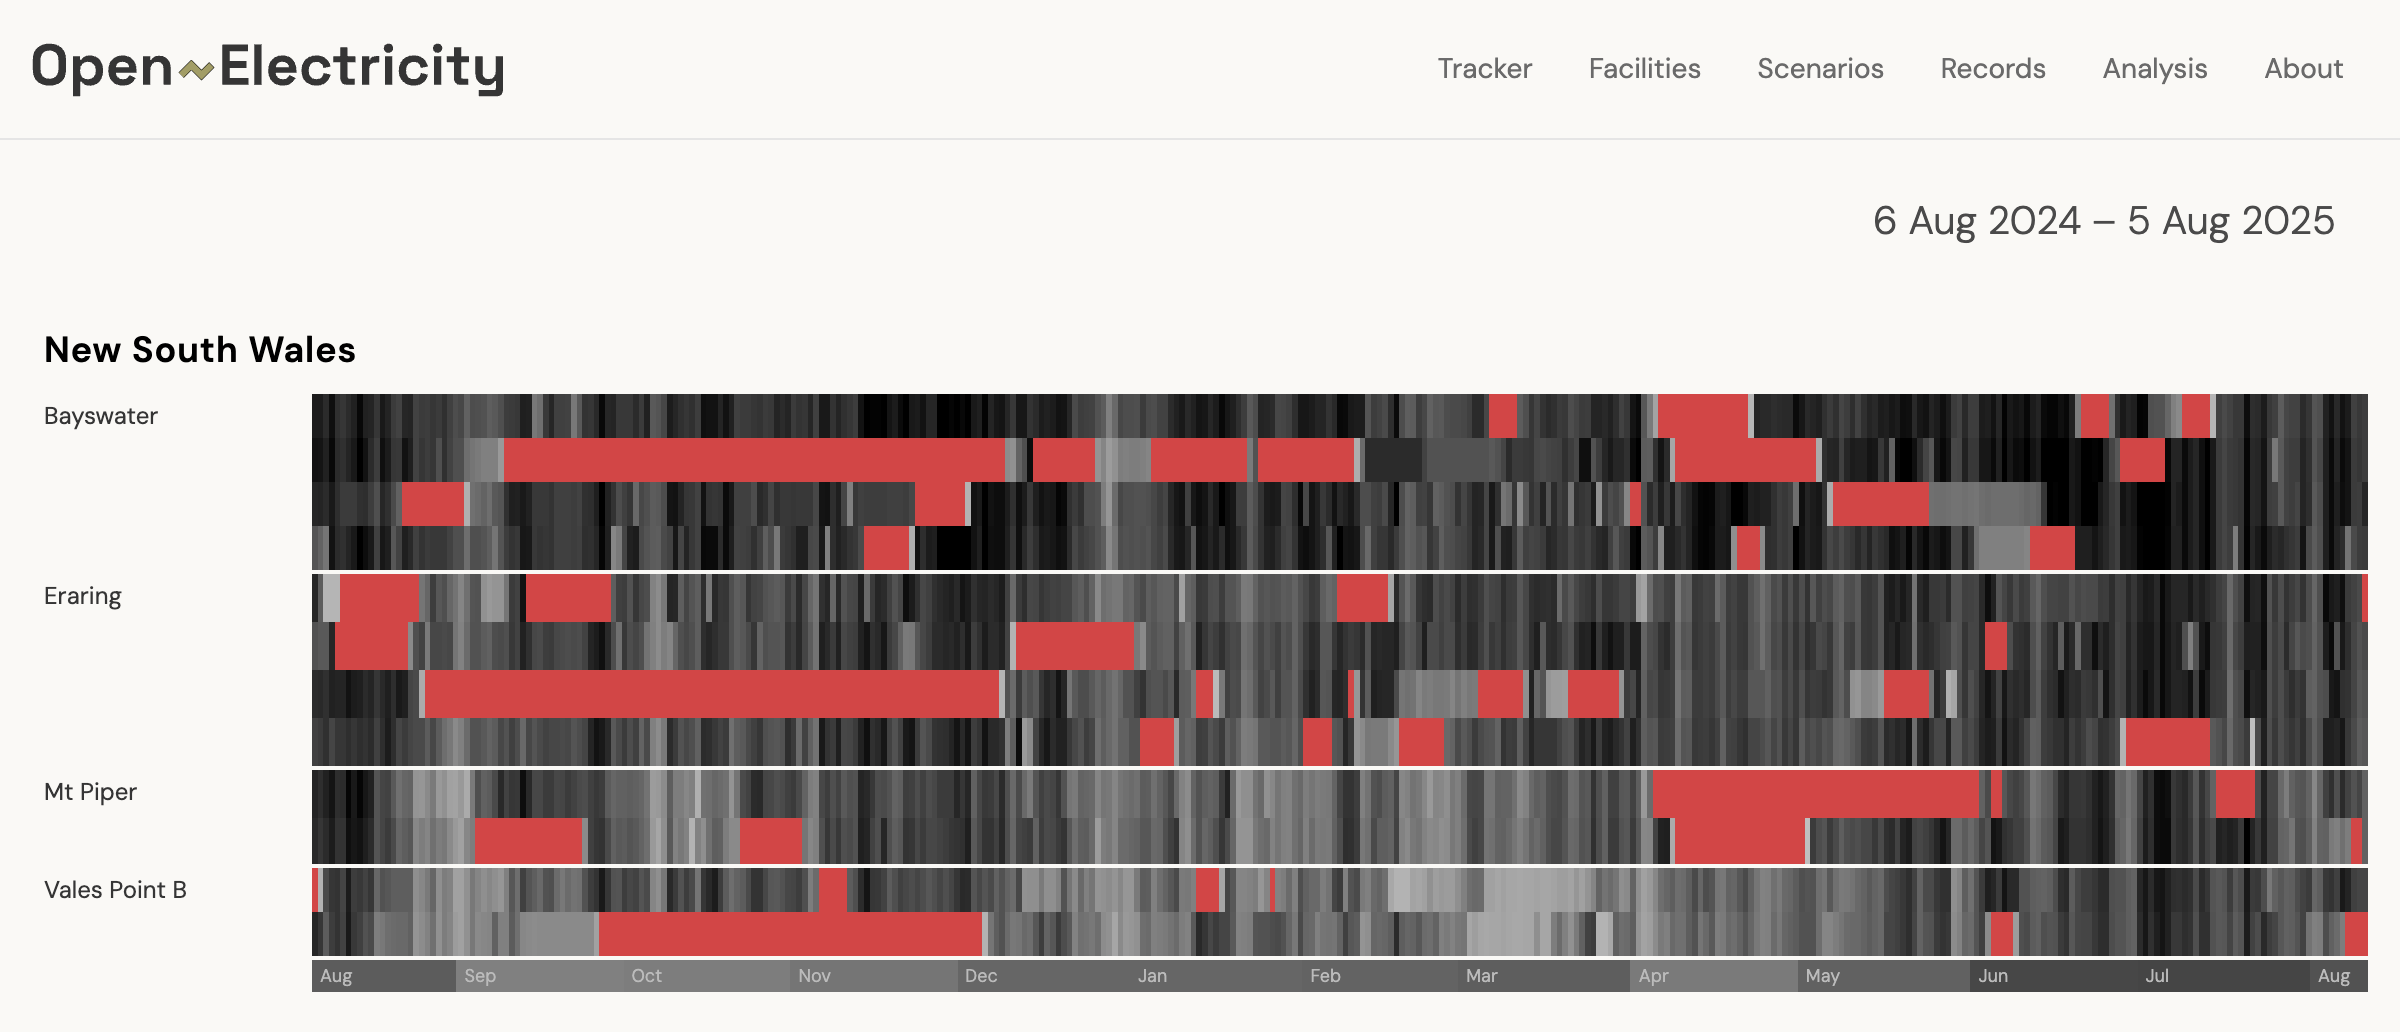 Open Electricity
Tracker Facilities Scenarios Records Analysis About
6 Aug 2024 – 5 Aug 2025
New South Wales
Bayswater
Eraring
Mt Piper
Vales Point B
Aug Sep Oct Nov Dec Jan Feb Mar Apr May Jun Jul Aug